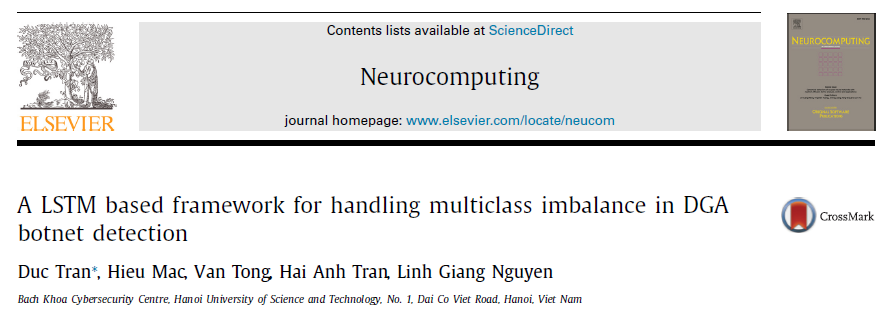 Contents lists available at ScienceDirect
Neurocomputing
journal homepage: www.elsevier.com/locate/neucom
ELSEVIER
NEUROCOMPUTING
A LSTM based framework for handling multiclass imbalance in DGA
botnet detection
CrossMark
Duc Tran*, Hieu Mac, Van Tong, Hai Anh Tran, Linh Giang Nguyen
Bach Khoa Cybersecurity Centre, Hanoi University of Science and Technology, No. 1, Dai Co Viet Road, Hanoi, Viet Nam